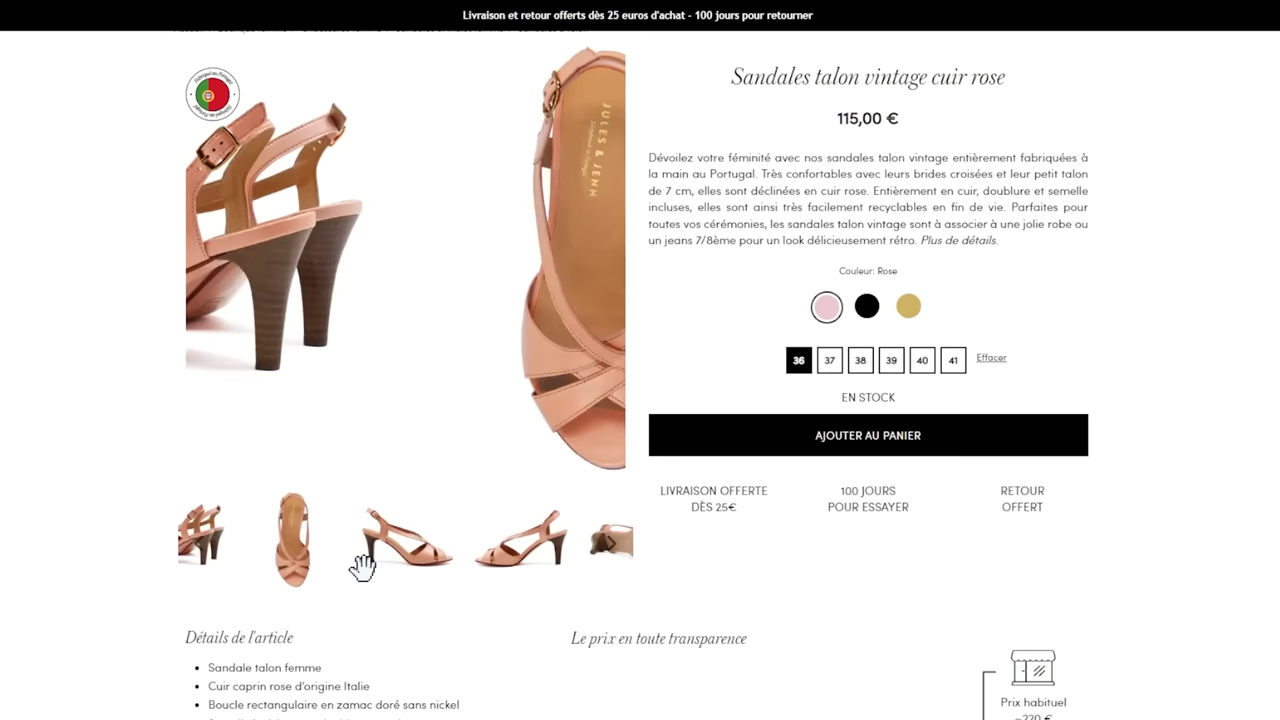 Livraison et retour offerts dès 25 euros d'achat - 100 jours pour retourner
Fabriqué au Portugal
JULES & JENN
Sandales talon vintage cuir rose
115,00 €
Dévoilez votre féminité avec nos sandales talon vintage entièrement fabriquées à
la main au Portugal. Très confortables avec leurs brides croisées et leur petit talon
de 7 cm, elles sont déclinées en cuir rose. Entièrement en cuir, doublure et semelle
incluses, elles sont ainsi très facilement recyclables en fin de vie. Parfaites pour
toutes vos cérémonies, les sandales talon vintage sont à associer à une jolie robe ou
un jeans 7/8ème pour un look délicieusement rétro. Plus de détails.
Couleur: Rose
36 37 38 39 40 41 Effacer
EN STOCK
AJOUTER AU PANIER
LIVRAISON OFFERTE
DÈS 25€
100 JOURS
POUR ESSAYER
RETOUR
OFFERT
Détails de l'article
Sandale talon femme
Cuir caprin rose d'origine Italie
Boucle rectangulaire en zamac doré sans nickel
Le prix en toute transparence
Prix habituel
~220 €